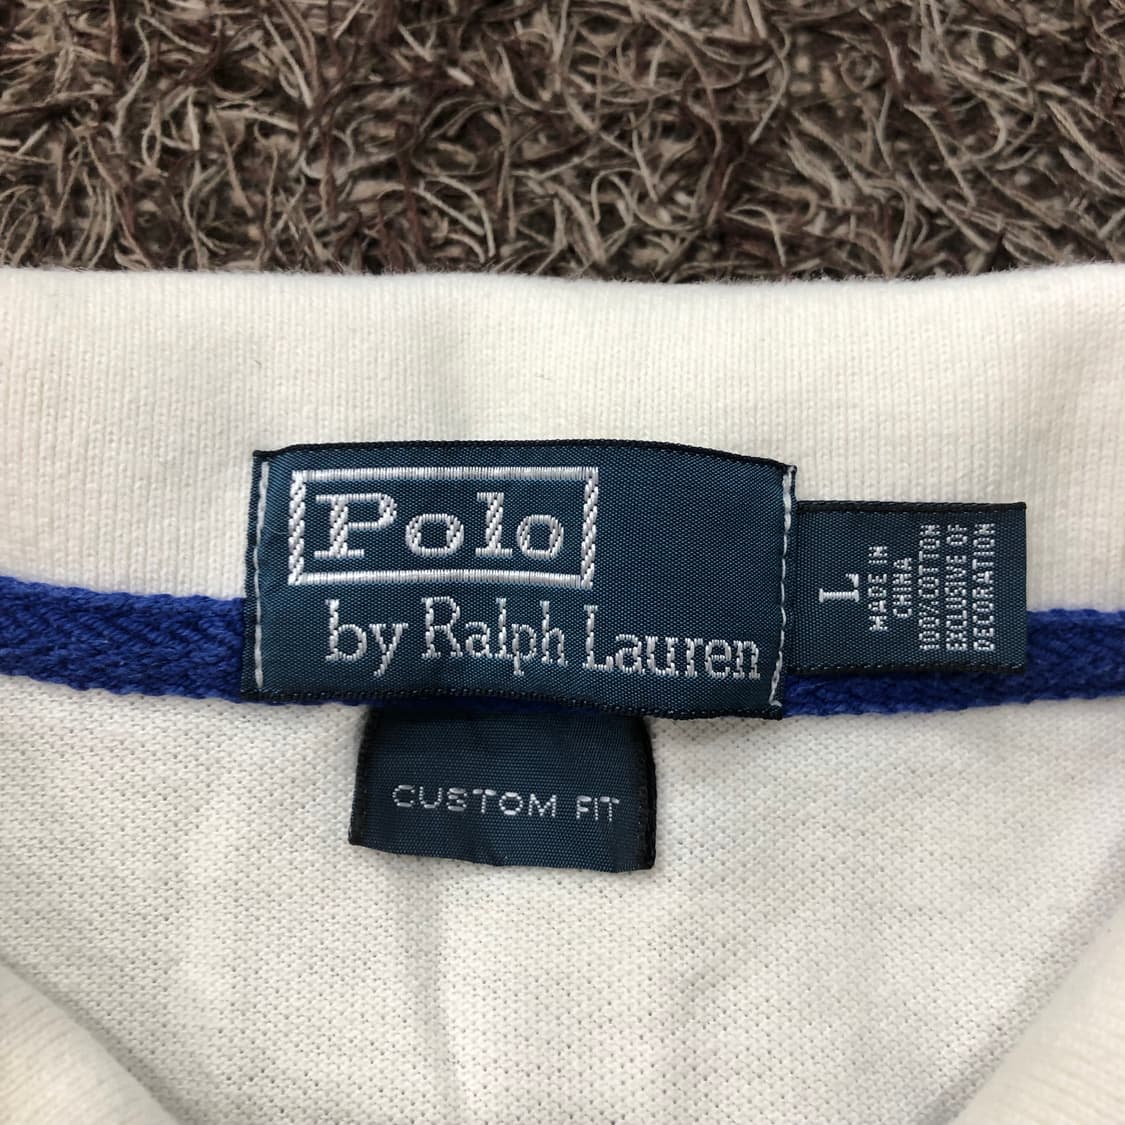 Polo
by Ralph Lauren
L
MADE IN
CHINA
100% COTTON
EXCLUSIVE OF
DECORATION
CUSTOM FIT